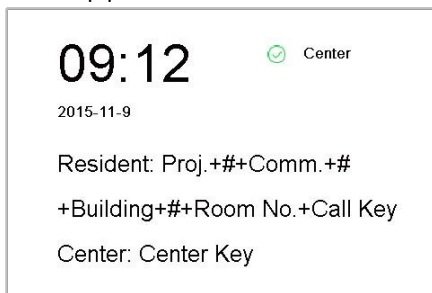 09:12
Center
2015-11-9
Resident: Proj.+#+Comm.+#
+Building+#+Room No.+Call Key
Center: Center Key